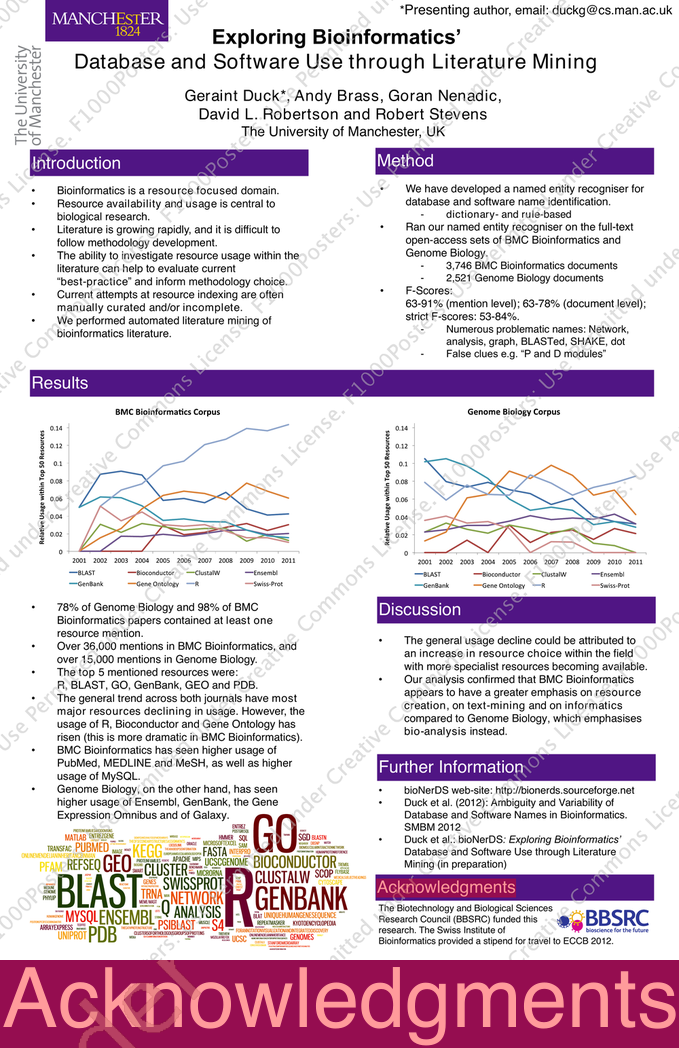 *Presenting author, email: duckg@cs.man.ac.uk
MANCHESTER
1824
The University
of Manchester
Exploring Bioinformatics’
Database and Software Use through Literature Mining
Geraint Duck*, Andy Brass, Goran Nenadic,
David L. Robertson and Robert Stevens
The University of Manchester, UK
Introduction
• Bioinformatics is a resource focused domain.
• Resource availability and usage is central to
biological research.
• Literature is growing rapidly, and it is difficult to
follow methodology development.
• The ability to investigate resource usage within the
literature can help to evaluate current
“best-practice” and inform methodology choice.
• Current attempts at resource indexing are often
manually curated and/or incomplete.
• We performed automated literature mining of
bioinformatics literature.
Method
• We have developed a named entity recogniser for
database and software name identification.
- dictionary- and rule-based
• Ran our named entity recogniser on the full-text
open-access sets of BMC Bioinformatics and
Genome Biology.
- 3,746 BMC Bioinformatics documents
- 2,521 Genome Biology documents
• F-Scores:
63-91% (mention level); 63-78% (document level);
strict F-scores: 53-84%.
- Numerous problematic names: Network,
analysis, graph, BLASTed, SHAKE, dot
- False clues e.g. “P and D modules”
Results
BMC Bioinformatics Corpus
Relative Usage within Top 50 Resources
0.14
0.12
0.1
0.08
0.06
0.04
0.02
0
2001 2002 2003 2004 2005 2006 2007 2008 2009 2010 2011
BLAST Bioconductor ClustalW Ensembl
GenBank Gene Ontology R Swiss-Prot
Genome Biology Corpus
Relative Usage within Top 50 Resources
0.14
0.12
0.1
0.08
0.06
0.04
0.02
0
2001 2002 2003 2004 2005 2006 2007 2008 2009 2010 2011
BLAST Bioconductor ClustalW Ensembl
GenBank Gene Ontology R Swiss-Prot
• 78% of Genome Biology and 98% of BMC
Bioinformatics papers contained at least one
resource mention.
• Over 36,000 mentions in BMC Bioinformatics, and
over 15,000 mentions in Genome Biology.
• The top 5 mentioned resources were:
R, BLAST, GO, GenBank, GEO and PDB.
• The general trend across both journals have most
major resources declining in usage. However, the
usage of R, Bioconductor and Gene Ontology has
risen (this is more dramatic in BMC Bioinformatics).
• BMC Bioinformatics has seen higher usage of
PubMed, MEDLINE and MeSH, as well as higher
usage of MySQL.
• Genome Biology, on the other hand, has seen
higher usage of Ensembl, GenBank, the Gene
Expression Omnibus and of Galaxy.
MATLAB ENTREZGENE
TRANSFAC PUBMED KEGG
PFAM REFSEQ GEO CLUSTER
APACHE FASTA UCSCGENOME
HMMER SQL GO SGD BLASTN
BIOCONDUCTOR
BLAST TRNA SWISSPROT
NETWORK R CLUSTALW SCOP
GENBANK
MYSQL ENSEMBL Q ANALYSIS
UNIQUEHUMANGENESEQUENCE
ARRAYEXPRESS PSIBLAST S4
REPEATMASKER KYOTOENCYCLOPEDIA
UNIPROT PDB
UCSC GENOMES
Discussion
• The general usage decline could be attributed to
an increase in resource choice within the field
with more specialist resources becoming available.
• Our analysis confirmed that BMC Bioinformatics
appears to have a greater emphasis on resource
creation, on text-mining and on informatics
compared to Genome Biology, which emphasises
bio-analysis instead.
Further Information
• bioNerDS web-site: http://bionerds.sourceforge.net
• Duck et al. (2012): Ambiguity and Variability of
Database and Software Names in Bioinformatics.
SMBM 2012
• Duck et al.: bioNerDS: Exploring Bioinformatics’
Database and Software Use through Literature
Mining (in preparation)
Acknowledgments
The Biotechnology and Biological Sciences
Research Council (BBSRC) funded this
research. The Swiss Institute of
Bioinformatics provided a stipend for travel to ECCB 2012.
BBSRC
bioscience for the future
F1000Posters: Use Permitted under Creative Commons License.
Acknowledgments